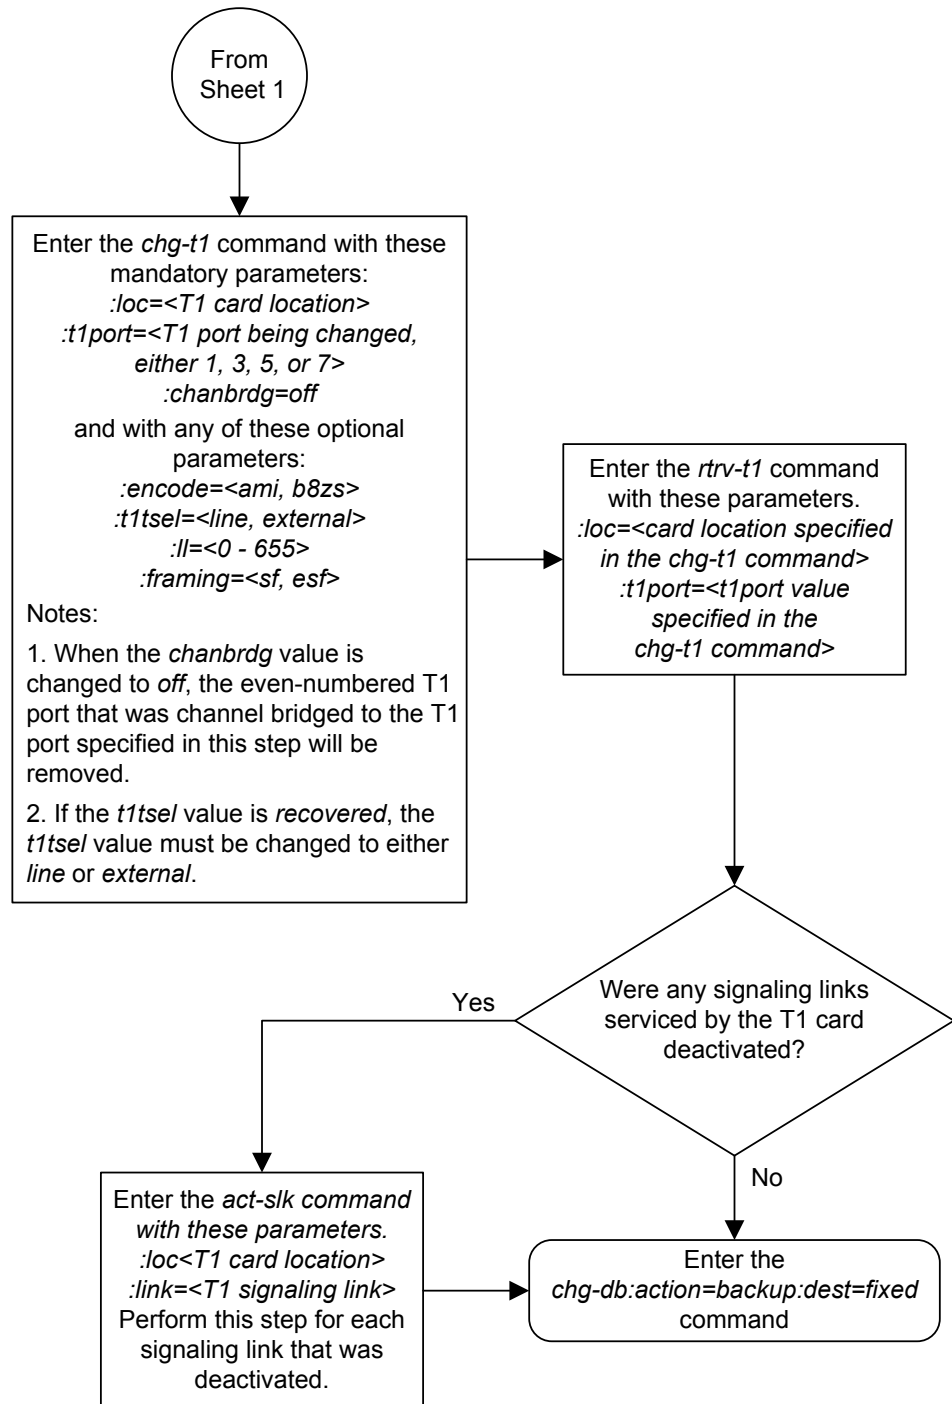 From
Sheet 1
Enter the chg-t1 command with these
mandatory parameters:
:loc=<T1 card location>
:t1port=<T1 port being changed,
either 1, 3, 5, or 7>
:chanbrdg=off
and with any of these optional
parameters:
:encode=<ami, b8zs>
:t1tsel=<line, external>
:ll=<0 - 655>
:framing=<sf, esf>
Notes:
1. When the chanbrdg value is
changed to off, the even-numbered T1
port that was channel bridged to the T1
port specified in this step will be
removed.
2. If the t1tsel value is recovered, the
t1tsel value must be changed to either
line or external.
Enter the rtrv-t1 command
with these parameters.
:loc=<card location specified
in the chg-t1 command>
:t1port=<t1port value
specified in the
chg-t1 command>
Were any signaling links
serviced by the T1 card
deactivated?
Yes
No
Enter the act-slk command
with these parameters.
:loc<T1 card location>
:link=<T1 signaling link>
Perform this step for each
signaling link that was
deactivated.
Enter the
chg-db:action=backup:dest=fixed
command